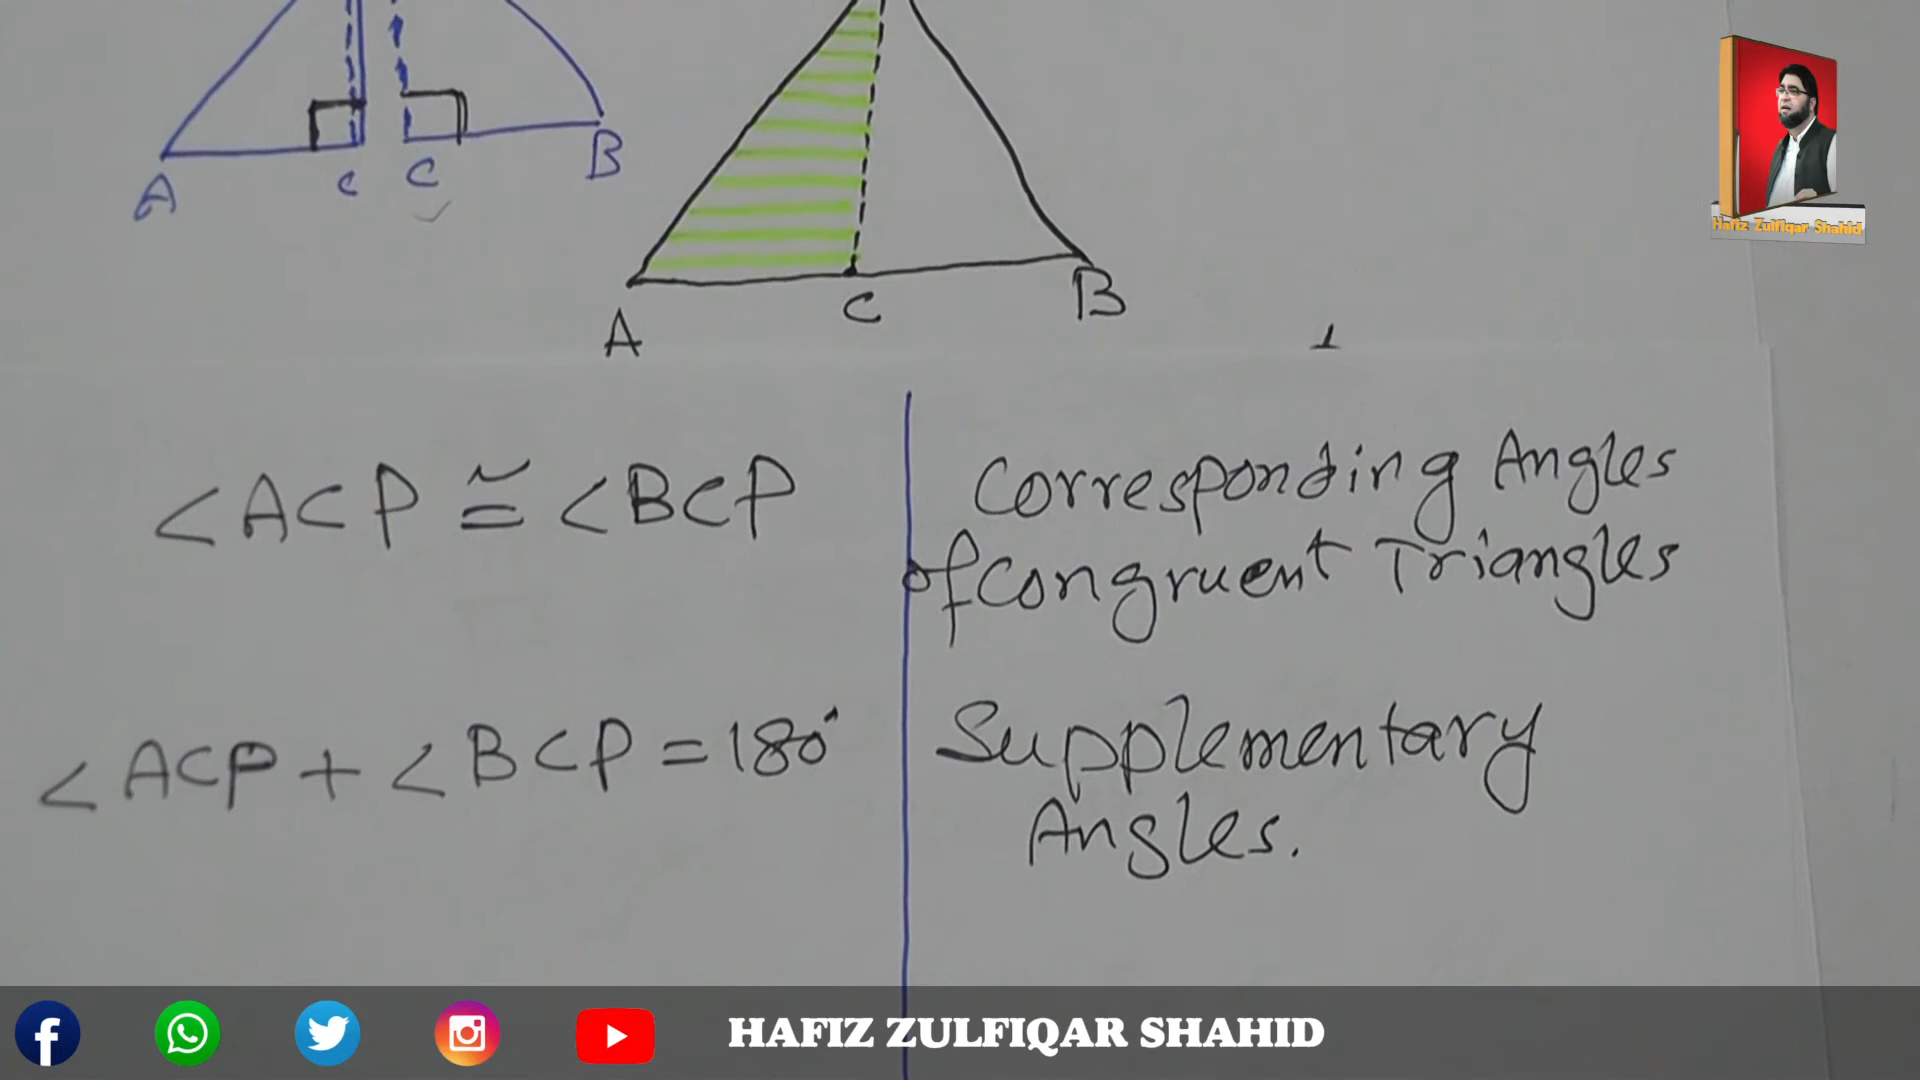 A
c
C
B
A
C
B
Hafiz Zulfiqar Shahid
⊥
<ACP ≅ <BCP
Corresponding Angles
of congruent Triangles
<ACP + <BCP = 180°
Supplementary
Angles.
HAFIZ ZULFIQAR SHAHID